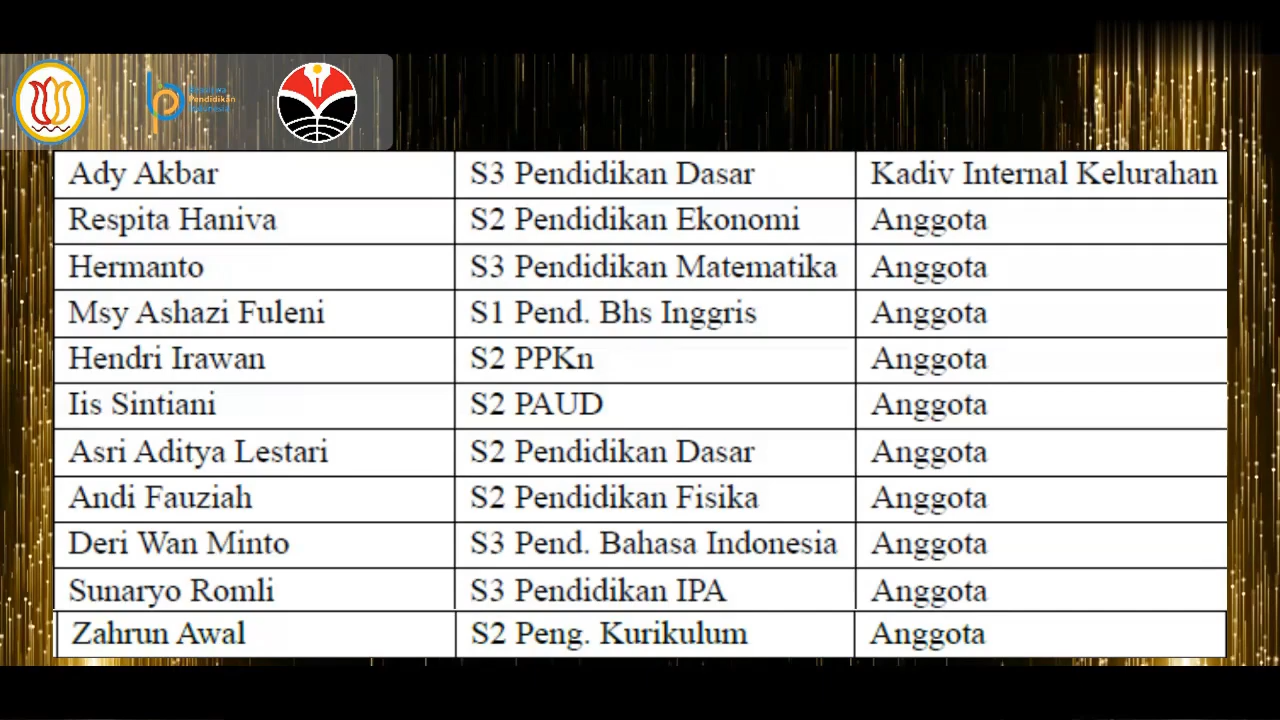 Beasiswa
Pendidikan
Indonesia
Ady Akbar S3 Pendidikan Dasar Kadiv Internal Kelurahan
Respita Haniva S2 Pendidikan Ekonomi Anggota
Hermanto S3 Pendidikan Matematika Anggota
Msy Ashazi Fuleni S1 Pend. Bhs Inggris Anggota
Hendri Irawan S2 PPKn Anggota
Iis Sintiani S2 PAUD Anggota
Asri Aditya Lestari S2 Pendidikan Dasar Anggota
Andi Fauziah S2 Pendidikan Fisika Anggota
Deri Wan Minto S3 Pend. Bahasa Indonesia Anggota
Sunaryo Romli S3 Pendidikan IPA Anggota
Zahrun Awal S2 Peng. Kurikulum Anggota